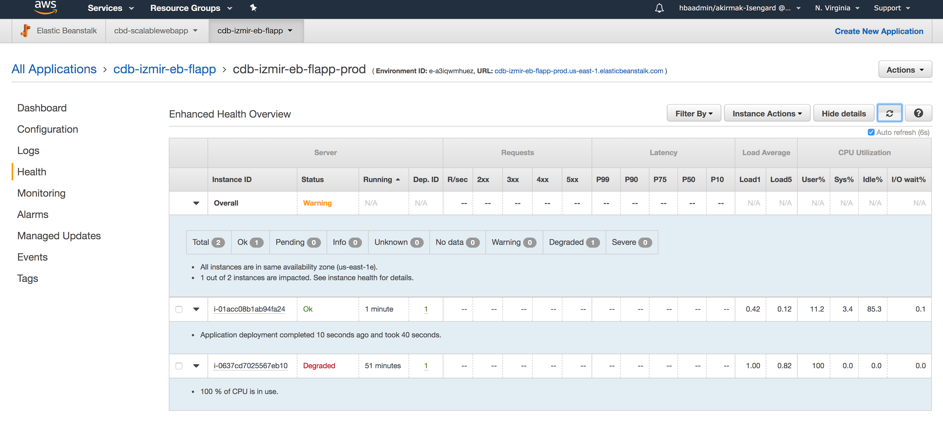 aws Services Resource Groups hbaadmin/akirmak-Isengard @... N. Virginia Support
Elastic Beanstalk cbd-scalablewebapp cdb-izmir-eb-flapp Create New Application
All Applications › cdb-izmir-eb-flapp › cdb-izmir-eb-flapp-prod ( Environment ID: e-a3iqwmhuez, URL: cdb-izmir-eb-flapp-prod.us-east-1.elasticbeanstalk.com ) Actions
Dashboard
Configuration
Logs
Health
Monitoring
Alarms
Managed Updates
Events
Tags
Enhanced Health Overview Filter By Instance Actions Hide details ?
Auto refresh (6s)
Server Requests Latency Load Average CPU Utilization
Instance ID Status Running Dep. ID R/sec 2xx 3xx 4xx 5xx P99 P90 P75 P50 P10 Load1 Load5 User% Sys% Idle% I/O wait%
Overall Warning N/A N/A -- -- -- -- -- -- -- -- -- -- N/A N/A N/A N/A N/A N/A
Total 2 Ok 1 Pending 0 Info 0 Unknown 0 No data 0 Warning 0 Degraded 1 Severe 0
• All instances are in same availability zone (us-east-1e).
• 1 out of 2 instances are impacted. See instance health for details.
i-01acc08b1ab94fa24 Ok 1 minute 1 -- -- -- -- -- -- -- -- -- -- 0.42 0.12 11.2 3.4 85.3 0.1
• Application deployment completed 10 seconds ago and took 40 seconds.
i-0637cd7025567eb10 Degraded 51 minutes 1 -- -- -- -- -- -- -- -- -- -- 1.00 0.82 100 0.0 0.0 0.0
• 100 % of CPU is in use.